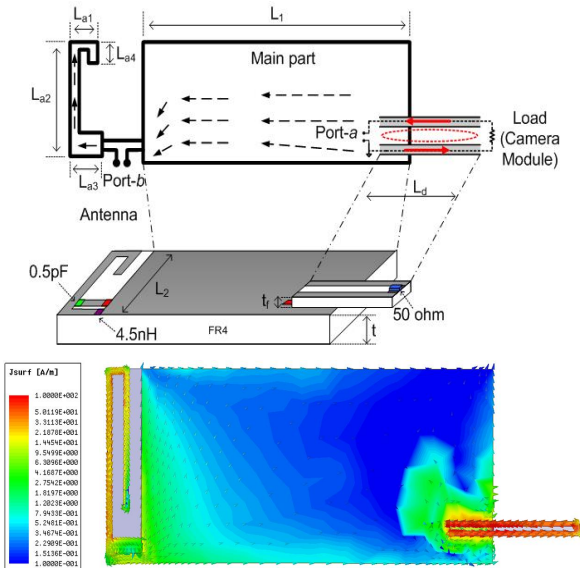 L₁
La1
La4
La2
La3
Main part
Port-a
Load
(Camera
Module)
Port-b
Antenna
Ld
0.5pF
L₂
4.5nH
FR4
tf
t
50 ohm
Jsurf [A/m]
1.0000E+002
5.0119E+001
3.3113E+001
2.1878E+001
1.4454E+001
9.5499E+000
6.3096E+000
4.1687E+000
2.7542E+000
1.8197E+000
1.2023E+000
7.9433E-001
5.2481E-001
3.4674E-001
2.2909E-001
1.5136E-001
1.0000E-001